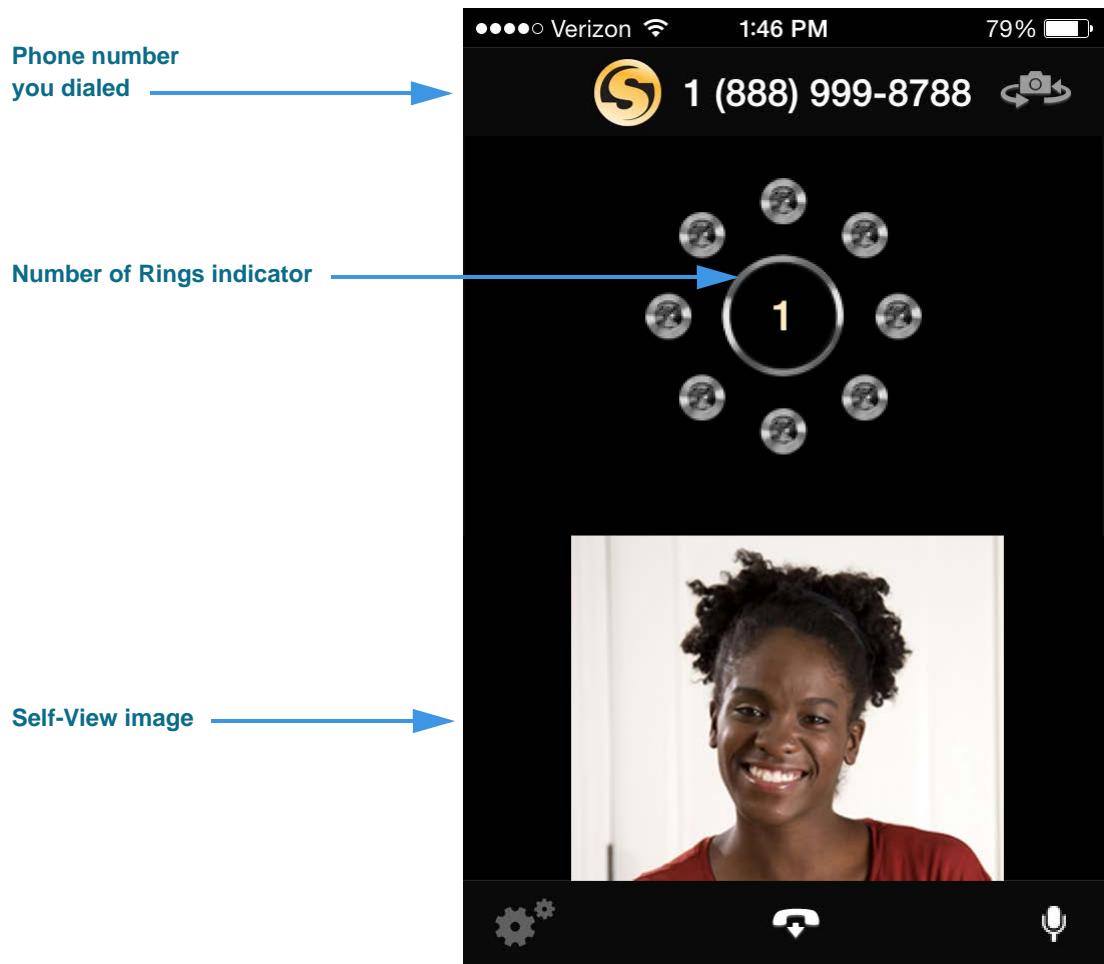 Verizon 1:46 PM 79%
Phone number
you dialed
1 (888) 999-8788
Number of Rings indicator
1
Self-View image